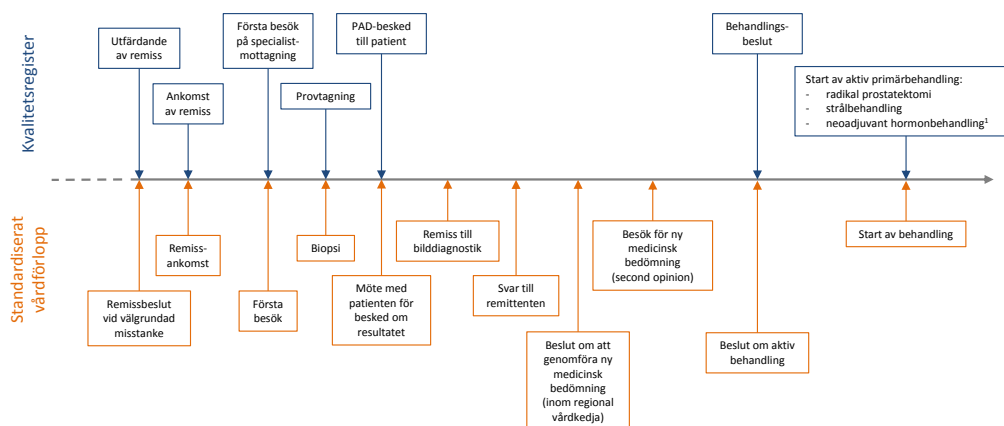 Kvalitetsregister
Utfärdande
av remiss
Ankomst
av remiss
Första besök
på specialist-
mottagning
Provtagning
PAD-besked
till patient
Behandlings-
beslut
Start av aktiv primärbehandling:
- radikal prostatektomi
- strålbehandling
- neoadjuvant hormonbehandling¹
Standardiserat
vårdförlopp
Remissbeslut
vid välgrundad
misstanke
Remiss-
ankomst
Första
besök
Biopsi
Möte med
patienten för
besked om
resultatet
Remiss till
bilddiagnostik
Svar till
remittenten
Beslut om att
genomföra ny
medicinsk
bedömning
(inom regional
vårdkedja)
Besök för ny
medicinsk
bedömning
(second opinion)
Beslut om aktiv
behandling
Start av behandling